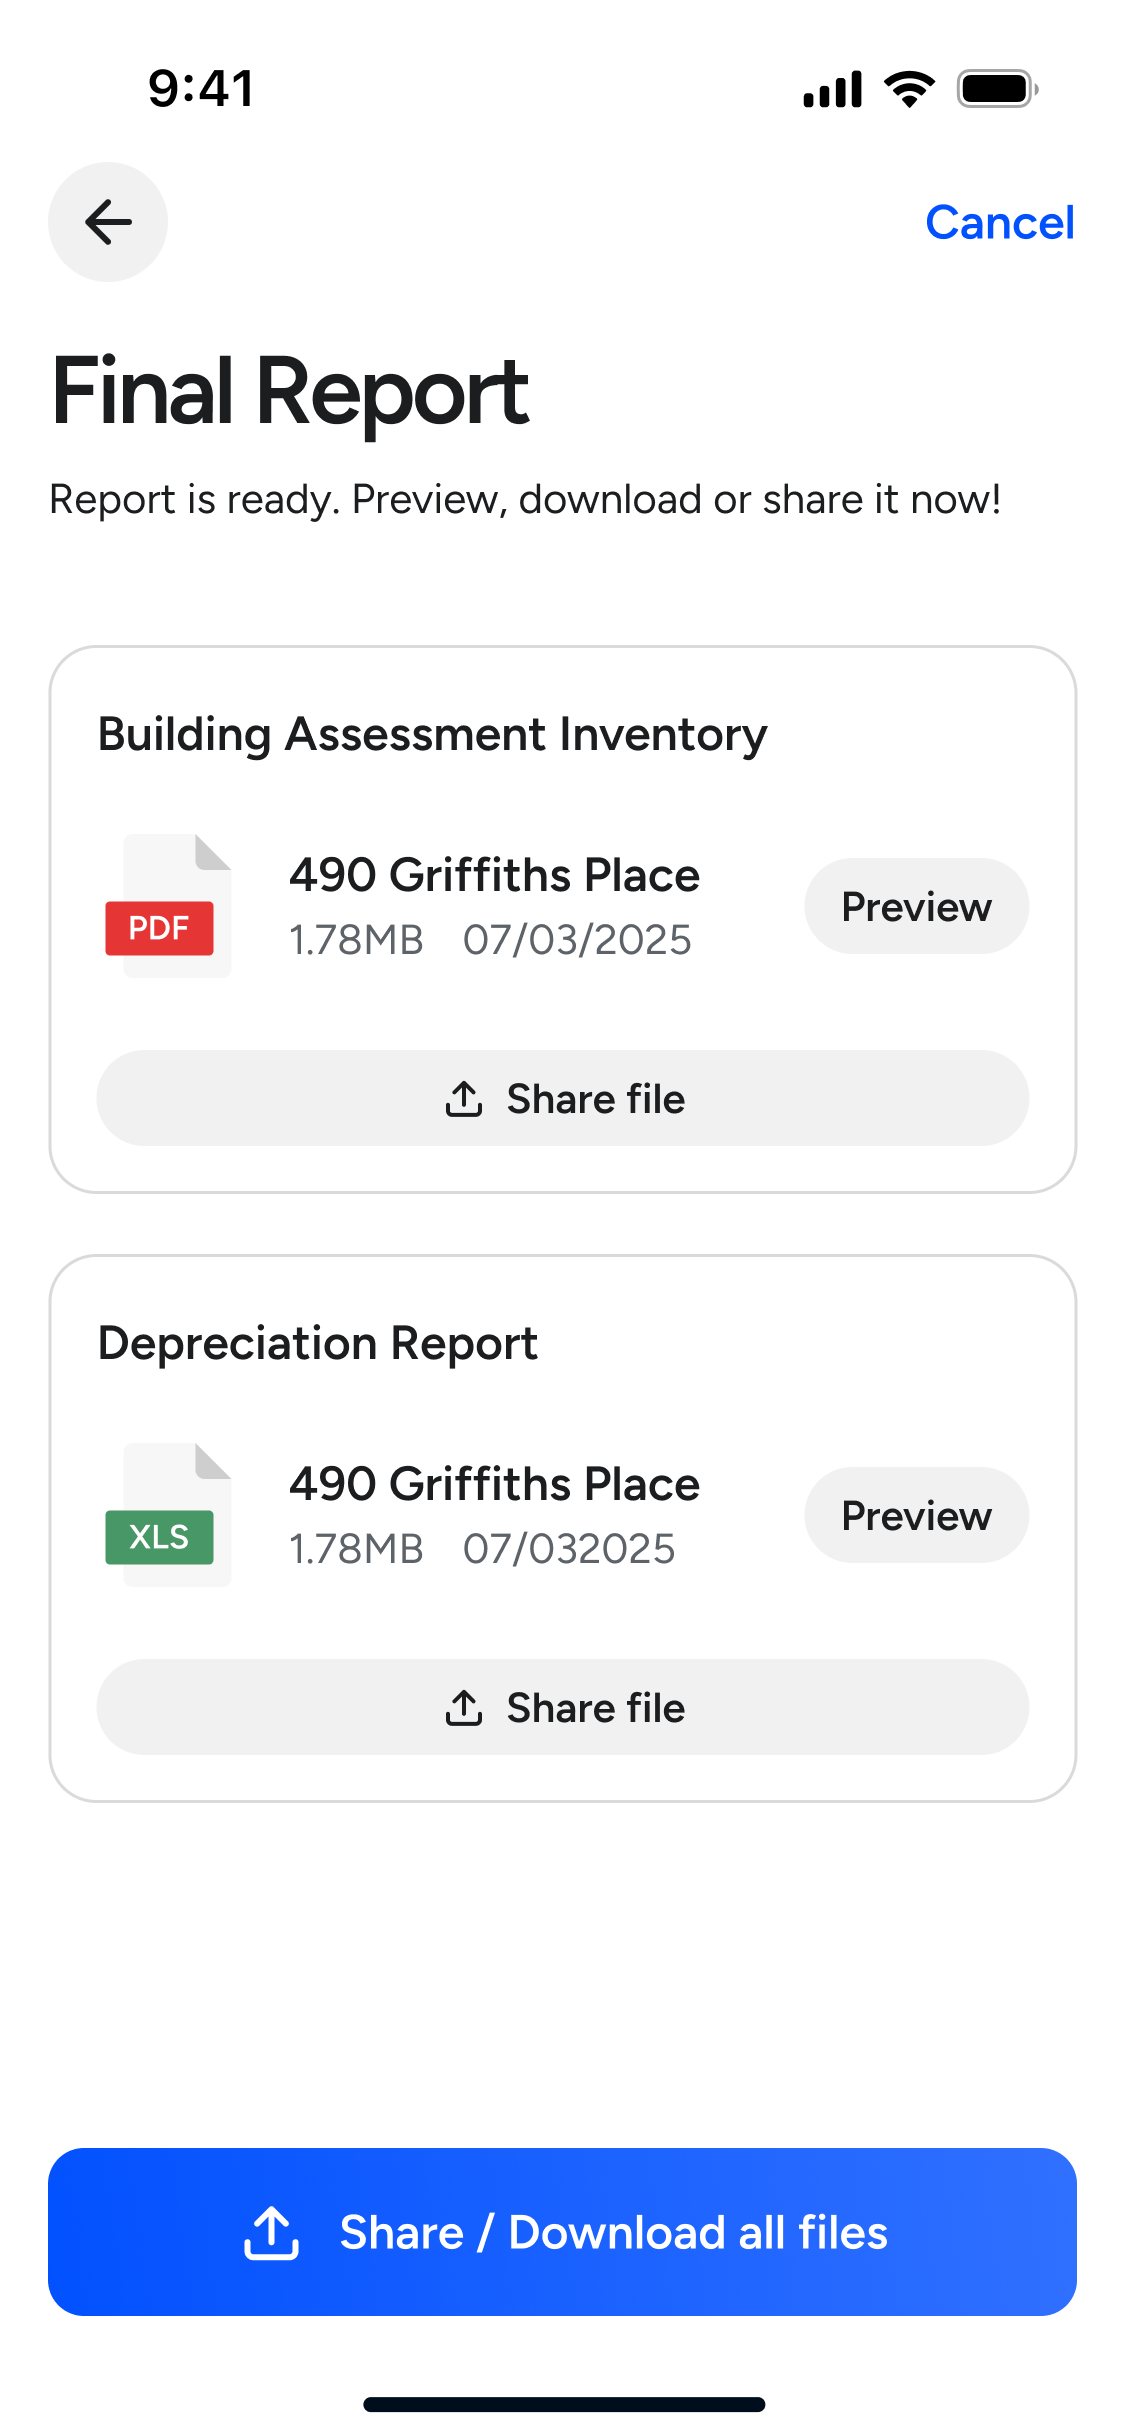 9:41
Cancel
Final Report
Report is ready. Preview, download or share it now!
Building Assessment Inventory
PDF
490 Griffiths Place
1.78MB 07/03/2025
Preview
Share file
Depreciation Report
XLS
490 Griffiths Place
1.78MB 07/032025
Preview
Share file
Share / Download all files